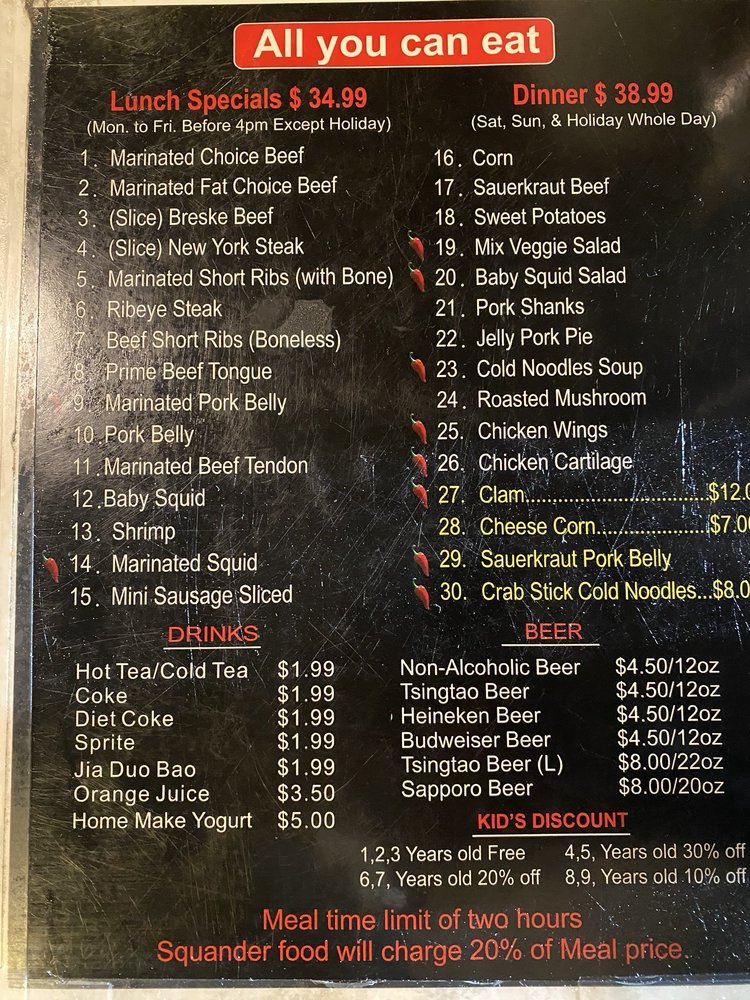 All you can eat
Lunch Specials $ 34.99
(Mon. to Fri. Before 4pm Except Holiday)
1. Marinated Choice Beef
2. Marinated Fat Choice Beef
3. (Slice) Breske Beef
4. (Slice) New York Steak
5. Marinated Short Ribs (with Bone)
6. Ribeye Steak
7. Beef Short Ribs (Boneless)
8. Prime Beef Tongue
9. Marinated Pork Belly
10. Pork Belly
11. Marinated Beef Tendon
12. Baby Squid
13. Shrimp
14. Marinated Squid
15. Mini Sausage Sliced
Dinner $ 38.99
(Sat, Sun, & Holiday Whole Day)
16. Corn
17. Sauerkraut Beef
18. Sweet Potatoes
19. Mix Veggie Salad
20. Baby Squid Salad
21. Pork Shanks
22. Jelly Pork Pie
23. Cold Noodles Soup
24. Roasted Mushroom
25. Chicken Wings
26. Chicken Cartilage
27. Clam.................................$12.0
28. Cheese Corn.....................$7.00
29. Sauerkraut Pork Belly
30. Crab Stick Cold Noodles...$8.0
DRINKS
Hot Tea/Cold Tea $1.99
Coke $1.99
Diet Coke $1.99
Sprite $1.99
Jia Duo Bao $1.99
Orange Juice $3.50
Home Make Yogurt $5.00
BEER
Non-Alcoholic Beer $4.50/12oz
Tsingtao Beer $4.50/12oz
Heineken Beer $4.50/12oz
Budweiser Beer $4.50/12oz
Tsingtao Beer (L) $8.00/22oz
Sapporo Beer $8.00/20oz
KID'S DISCOUNT
1,2,3 Years old Free 4,5, Years old 30% off
6,7, Years old 20% off 8,9, Years old 10% off
Meal time limit of two hours
Squander food will charge 20% of Meal price.